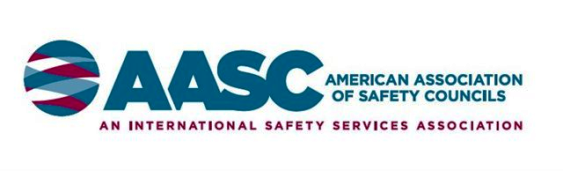 AASC
AMERICAN ASSOCIATION
OF SAFETY COUNCILS
AN INTERNATIONAL SAFETY SERVICES ASSOCIATION